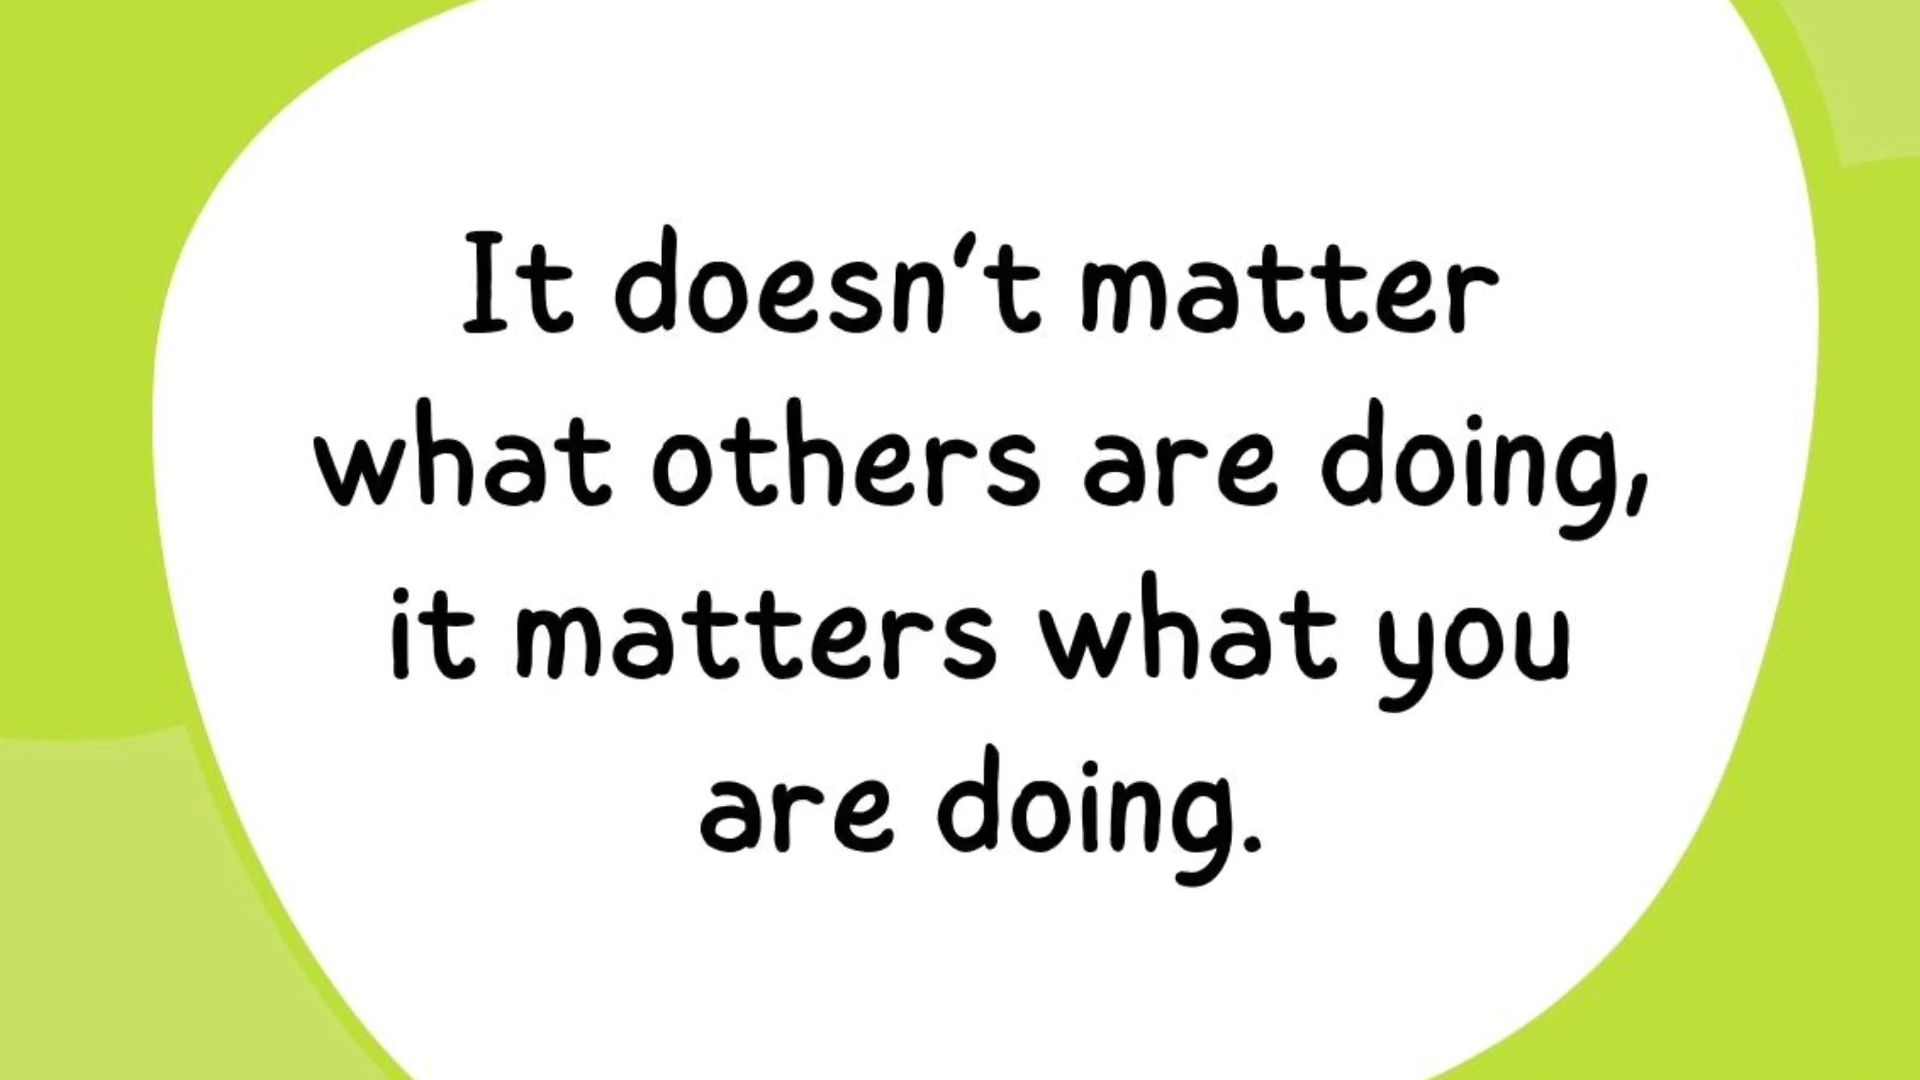 It doesn't matter
what others are doing,
it matters what you
are doing.